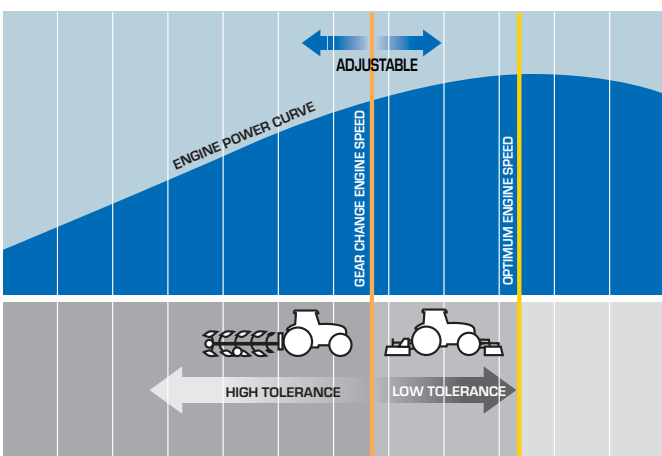 ADJUSTABLE
ENGINE POWER CURVE
GEAR CHANGE ENGINE SPEED
OPTIMUM ENGINE SPEED
HIGH TOLERANCE
LOW TOLERANCE